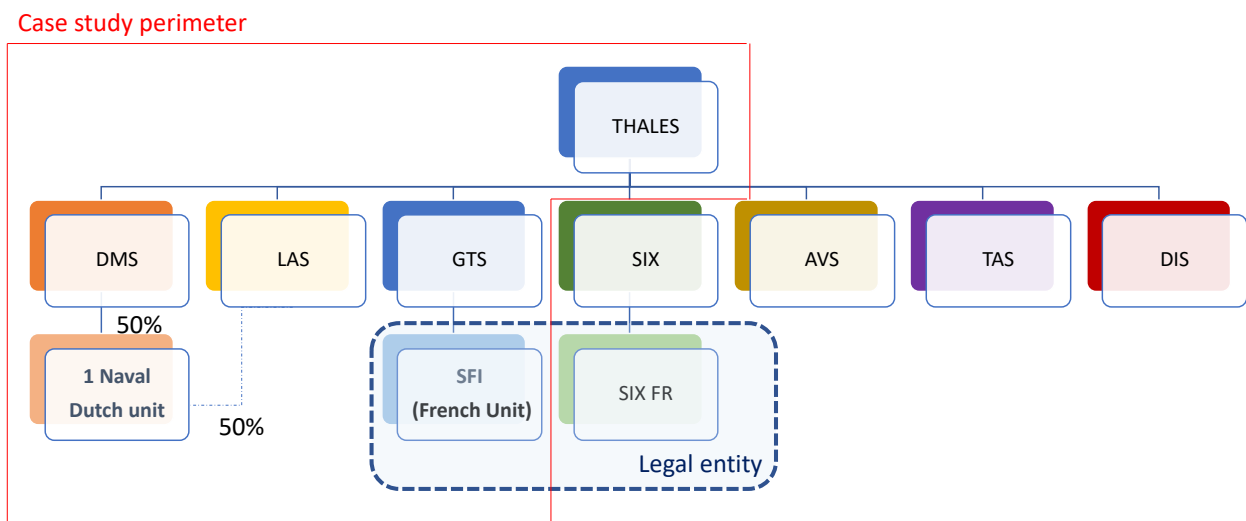 Case study perimeter
THALES
DMS
LAS
GTS
SIX
AVS
TAS
DIS
50%
1 Naval
Dutch unit
50%
SFI
(French Unit)
SIX FR
Legal entity